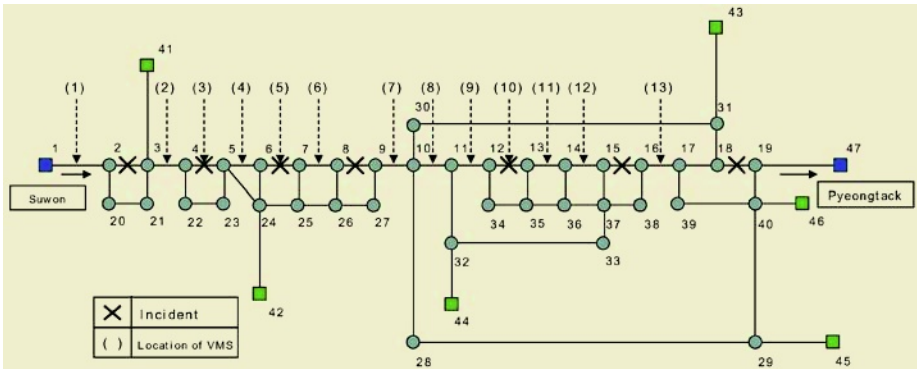 43
41
(1) (2) (3) (4) (5) (6) (7) (8) (9) (10) (11) (12) (13)
30 31
1 2 3 4 5 6 7 8 9 10 11 12 13 14 15 16 17 18 19 47
Suwon
Pyeongtack
20 21 22 23 24 25 26 27 34 35 36 37 38 39 40 46
32 33
42 44
Incident
( ) Location of VMS
28 29 45